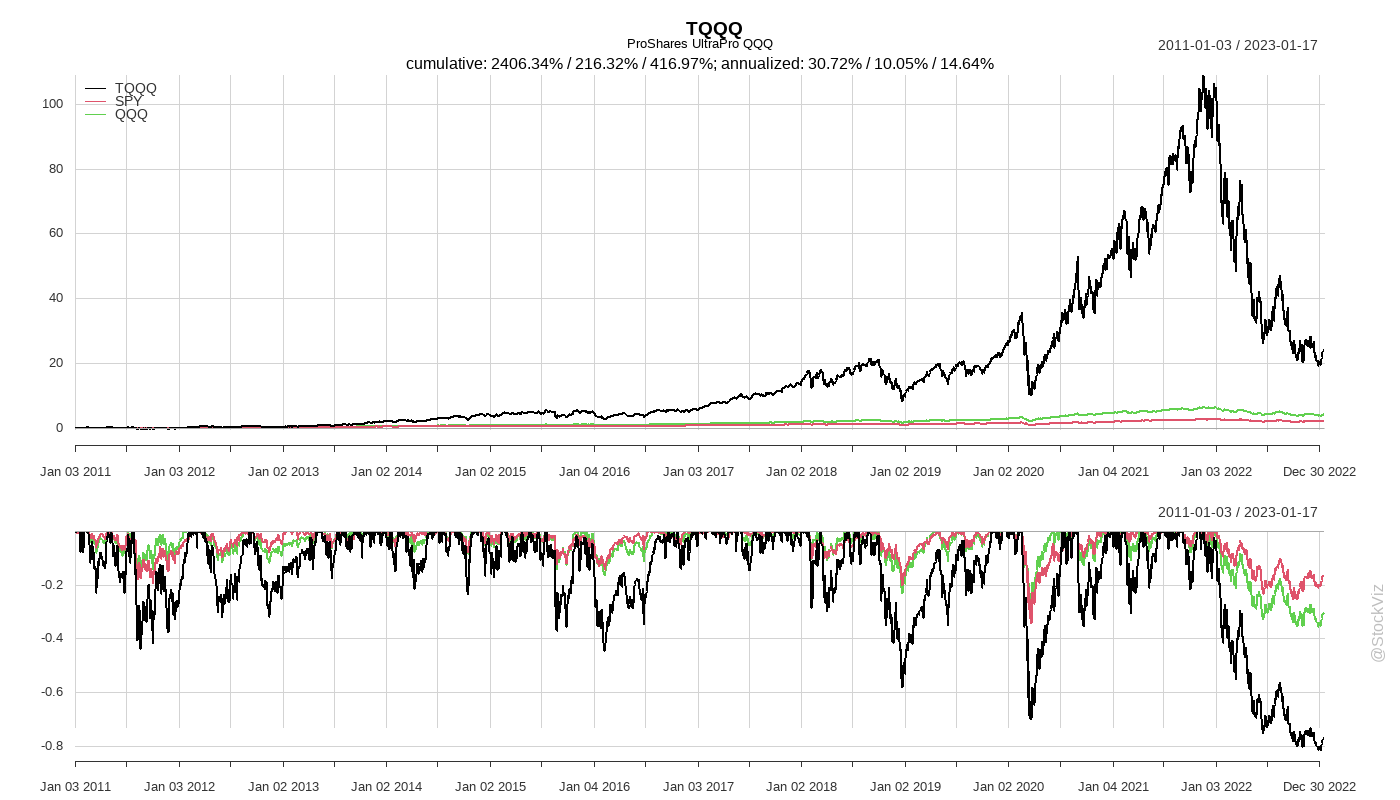 TQQQ
ProShares UltraPro QQQ
2011-01-03 / 2023-01-17
cumulative: 2406.34% / 216.32% / 416.97%; annualized: 30.72% / 10.05% / 14.64%
TQQQ
SPY
QQQ
100
80
60
40
20
0
Jan 03 2011 Jan 03 2012 Jan 02 2013 Jan 02 2014 Jan 02 2015 Jan 04 2016 Jan 03 2017 Jan 02 2018 Jan 02 2019 Jan 02 2020 Jan 04 2021 Jan 03 2022 Dec 30 2022
2011-01-03 / 2023-01-17
-0.2
-0.4
-0.6
-0.8
Jan 03 2011 Jan 03 2012 Jan 02 2013 Jan 02 2014 Jan 02 2015 Jan 04 2016 Jan 03 2017 Jan 02 2018 Jan 02 2019 Jan 02 2020 Jan 04 2021 Jan 03 2022 Dec 30 2022
@StockViz